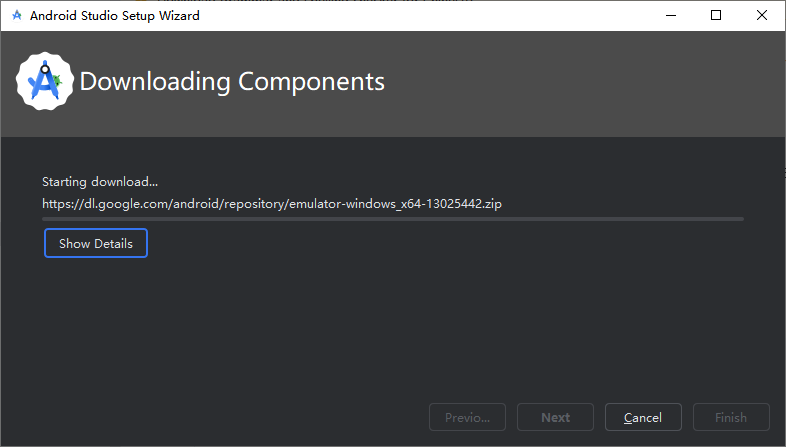 Android Studio Setup Wizard
Downloading Components
Starting download...
https://dl.google.com/android/repository/emulator-windows_x64-13025442.zip
Show Details
Previo...
Next
Cancel
Finish